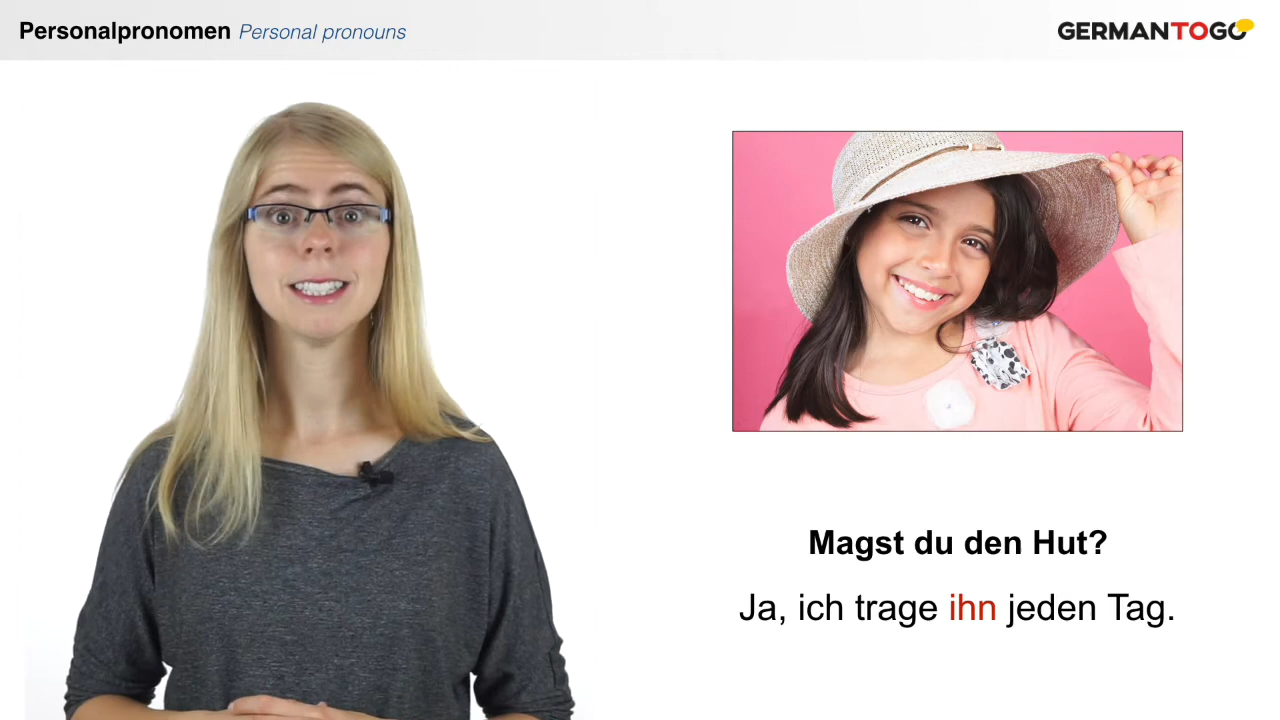 Personalpronomen Personal pronouns
GERMANTOGO
Magst du den Hut?
Ja, ich trage ihn jeden Tag.